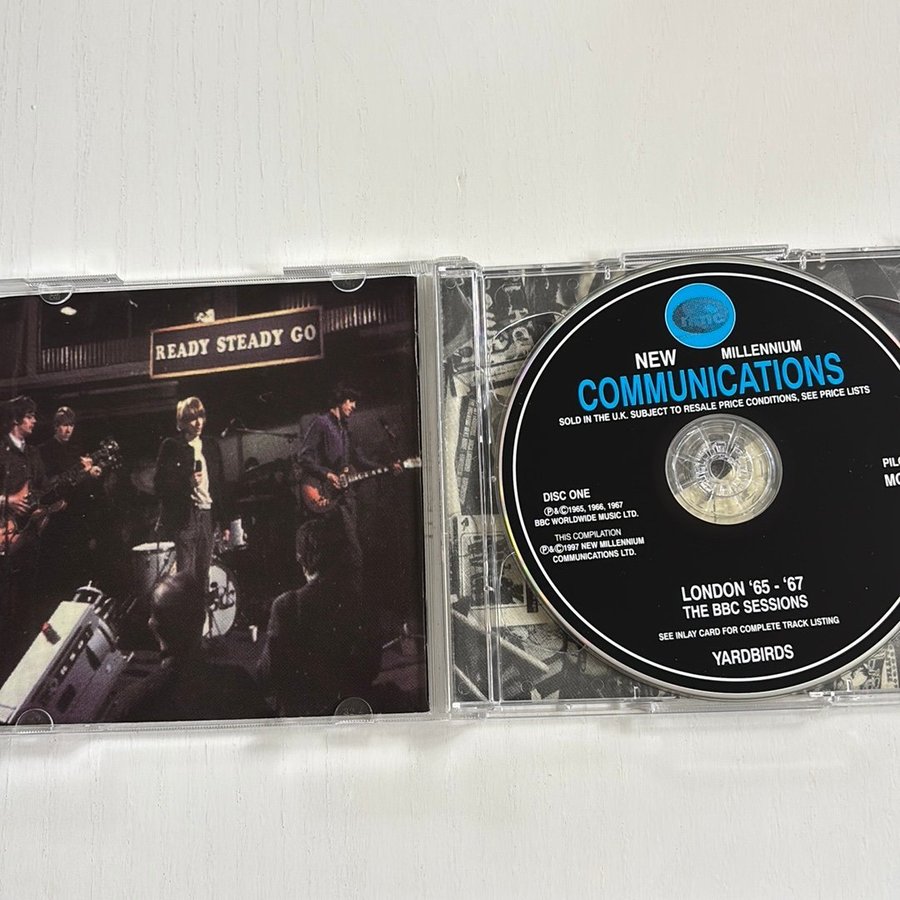 READY STEADY GO
NEW MILLENNIUM
COMMUNICATIONS
SOLD IN THE U.K. SUBJECT TO RESALE PRICE CONDITIONS, SEE PRICE LISTS
DISC ONE
Ⓟ&©1965, 1966, 1967
BBC WORLDWIDE MUSIC LTD.
THIS COMPILATION
Ⓟ&©1997 NEW MILLENNIUM
COMMUNICATIONS LTD.
LONDON '65 - '67
THE BBC SESSIONS
SEE INLAY CARD FOR COMPLETE TRACK LISTING
YARDBIRDS